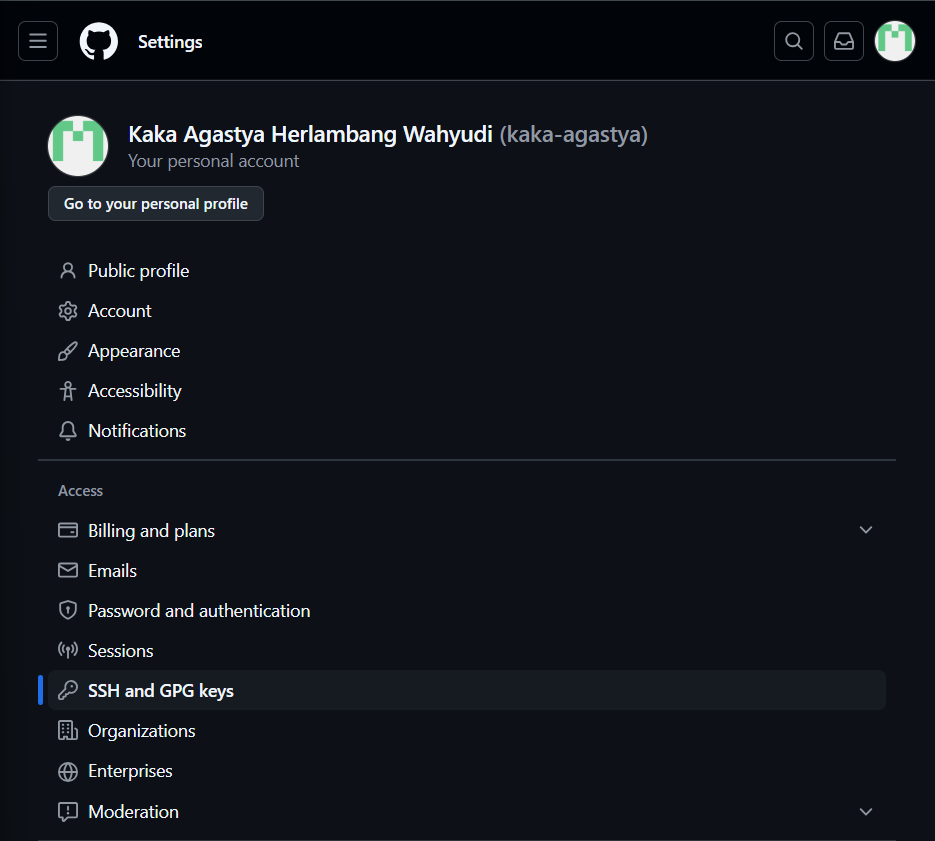 Settings
Kaka Agastya Herlambang Wahyudi (kaka-agastya)
Your personal account
Go to your personal profile
Public profile
Account
Appearance
Accessibility
Notifications
Access
Billing and plans
Emails
Password and authentication
Sessions
SSH and GPG keys
Organizations
Enterprises
Moderation